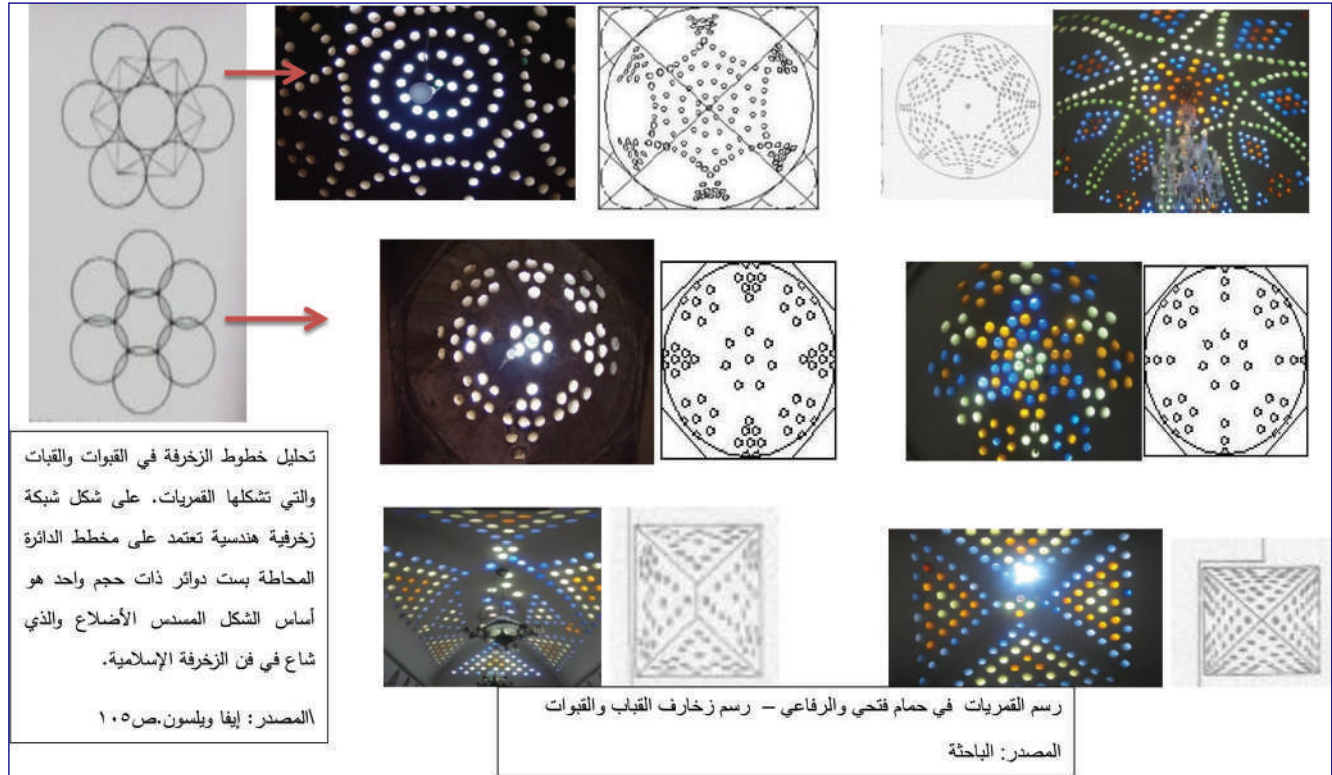 تحليل خطوط الزخرفة في القبوات والقبات
والتي تشكلها القمريات. على شكل شبكة
زخرفية هندسية تعتمد على مخطط الدائرة
المحاطة بست دوائر ذات حجم واحد هو
أساس الشكل المسدس الأضلاع والذي
شاع في فن الزخرفة الإسلامية.
\المصدر: إيفا ويلسون.ص١٠٥
رسم القمريات في حمام فتحي والرفاعي – رسم زخارف القباب والقبوات
المصدر: الباحثة